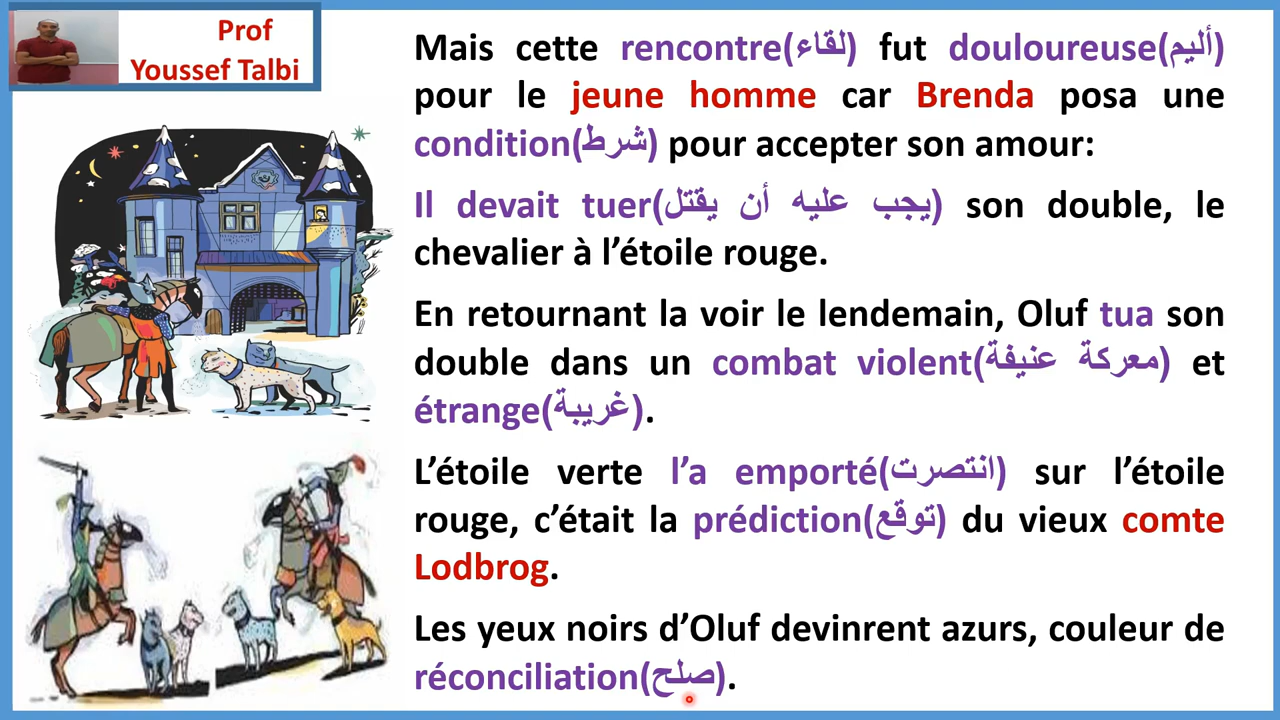 Prof
Youssef Talbi
Mais cette rencontre(لقاء) fut douloureuse(أليم)
pour le jeune homme car Brenda posa une
condition(شرط) pour accepter son amour:
Il devait tuer(يجب عليه أن يقتل) son double, le
chevalier à l’étoile rouge.
En retournant la voir le lendemain, Oluf tua son
double dans un combat violent(معركة عنيفة) et
étrange(غريبة).
L’étoile verte l’a emporté(انتصرت) sur l’étoile
rouge, c’était la prédiction(توقع) du vieux comte
Lodbrog.
Les yeux noirs d’Oluf devinrent azurs, couleur de
réconciliation(صلح).